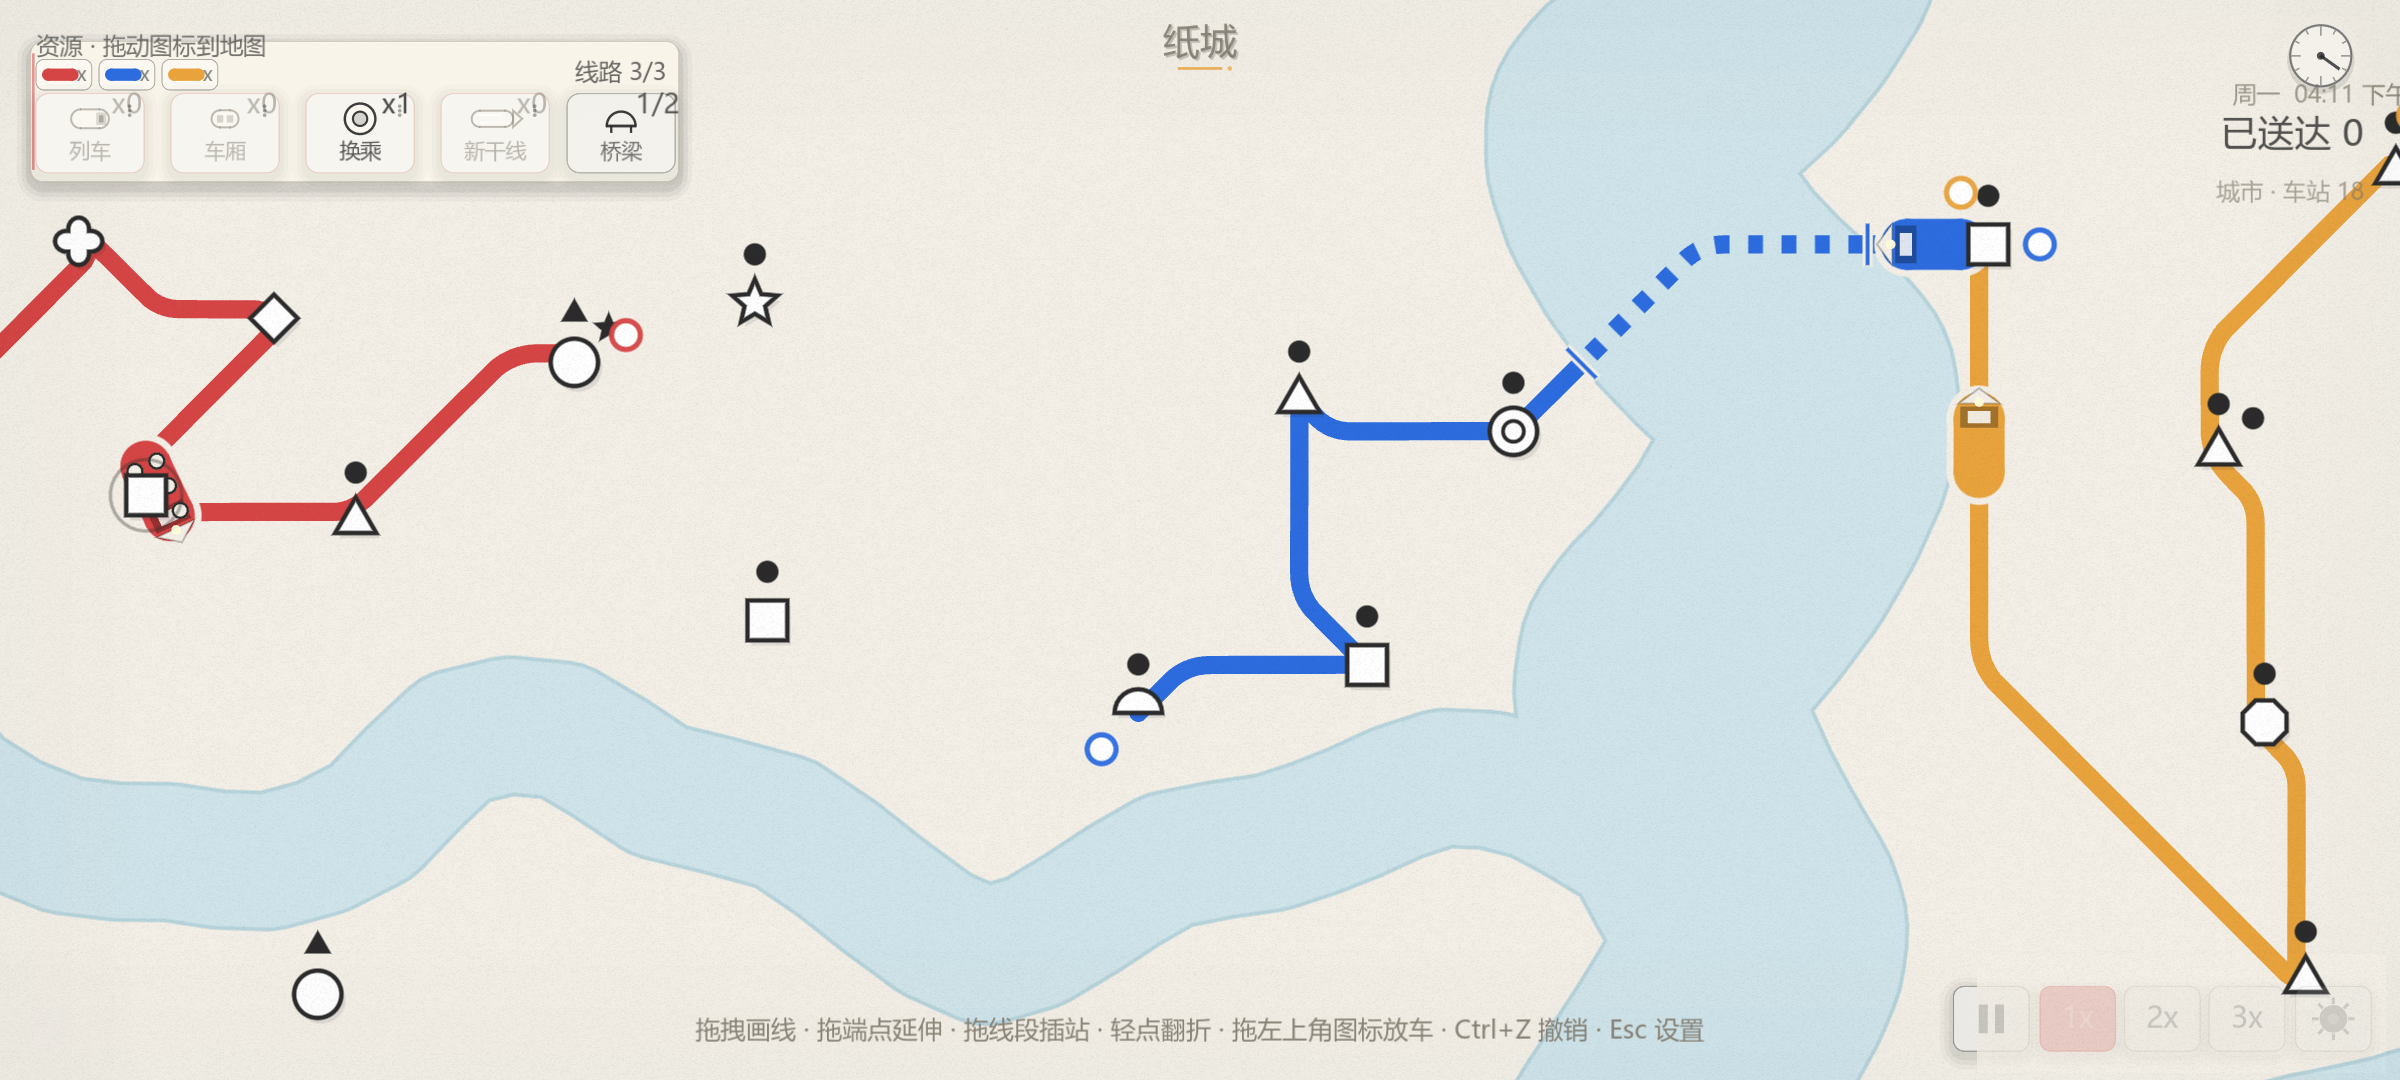 资源 · 拖动图标到地图
x x x
线路 3/3
x0 x0 x1 x0 1/2
列车 车厢 换乘 新干线 桥梁
纸城
周一 04:11 下午
已送达 0
城市 · 车站 18
拖拽画线 · 拖端点延伸 · 拖线段插站 · 轻点翻折 · 拖左上角图标放车 · Ctrl+Z 撤销 · Esc 设置
1x 2x 3x